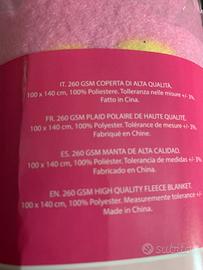 IT. 260 GSM COPERTA DI ALTA QUALITA,
100 x 140 cm, 100% Poliestere. Tolleranza nelle misure +/- 3%,
Fatto in Cina.
FR. 260 GSM PLAID POLAIRE DE HAUTE QUALITÉ.
100 x 140 cm, 100% Polyester. Tolérance de mesure +/- 3%,
Fabriqué en Chine.
ES. 260 GSM MANTA DE ALTA CALIDAD.
100 x 140 cm, 100% Poliéster, Tolerancia de medidas +/- 3%,
Fabricado en China.
EN. 260 GSM HIGH QUALITY FLEECE BLANKET.
100 x 140 cm, 100% Polyester, Measurement tolerance +/-
Made in China.
subito